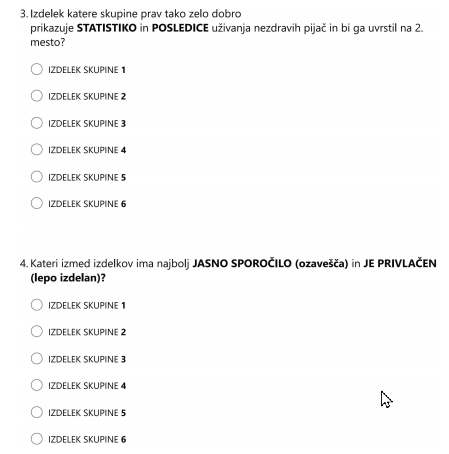 3. Izdelek katere skupine prav tako zelo dobro
prikazuje STATISTIKO in POSLEDICE uživanja nezdravih pijač in bi ga uvrstil na 2.
mesto?
IZDELEK SKUPINE 1
IZDELEK SKUPINE 2
IZDELEK SKUPINE 3
IZDELEK SKUPINE 4
IZDELEK SKUPINE 5
IZDELEK SKUPINE 6
4. Kateri izmed izdelkov ima najbolj JASNO SPOROČILO (ozavešča) in JE PRIVLAČEN
(lepo izdelan)?
IZDELEK SKUPINE 1
IZDELEK SKUPINE 2
IZDELEK SKUPINE 3
IZDELEK SKUPINE 4
IZDELEK SKUPINE 5
IZDELEK SKUPINE 6